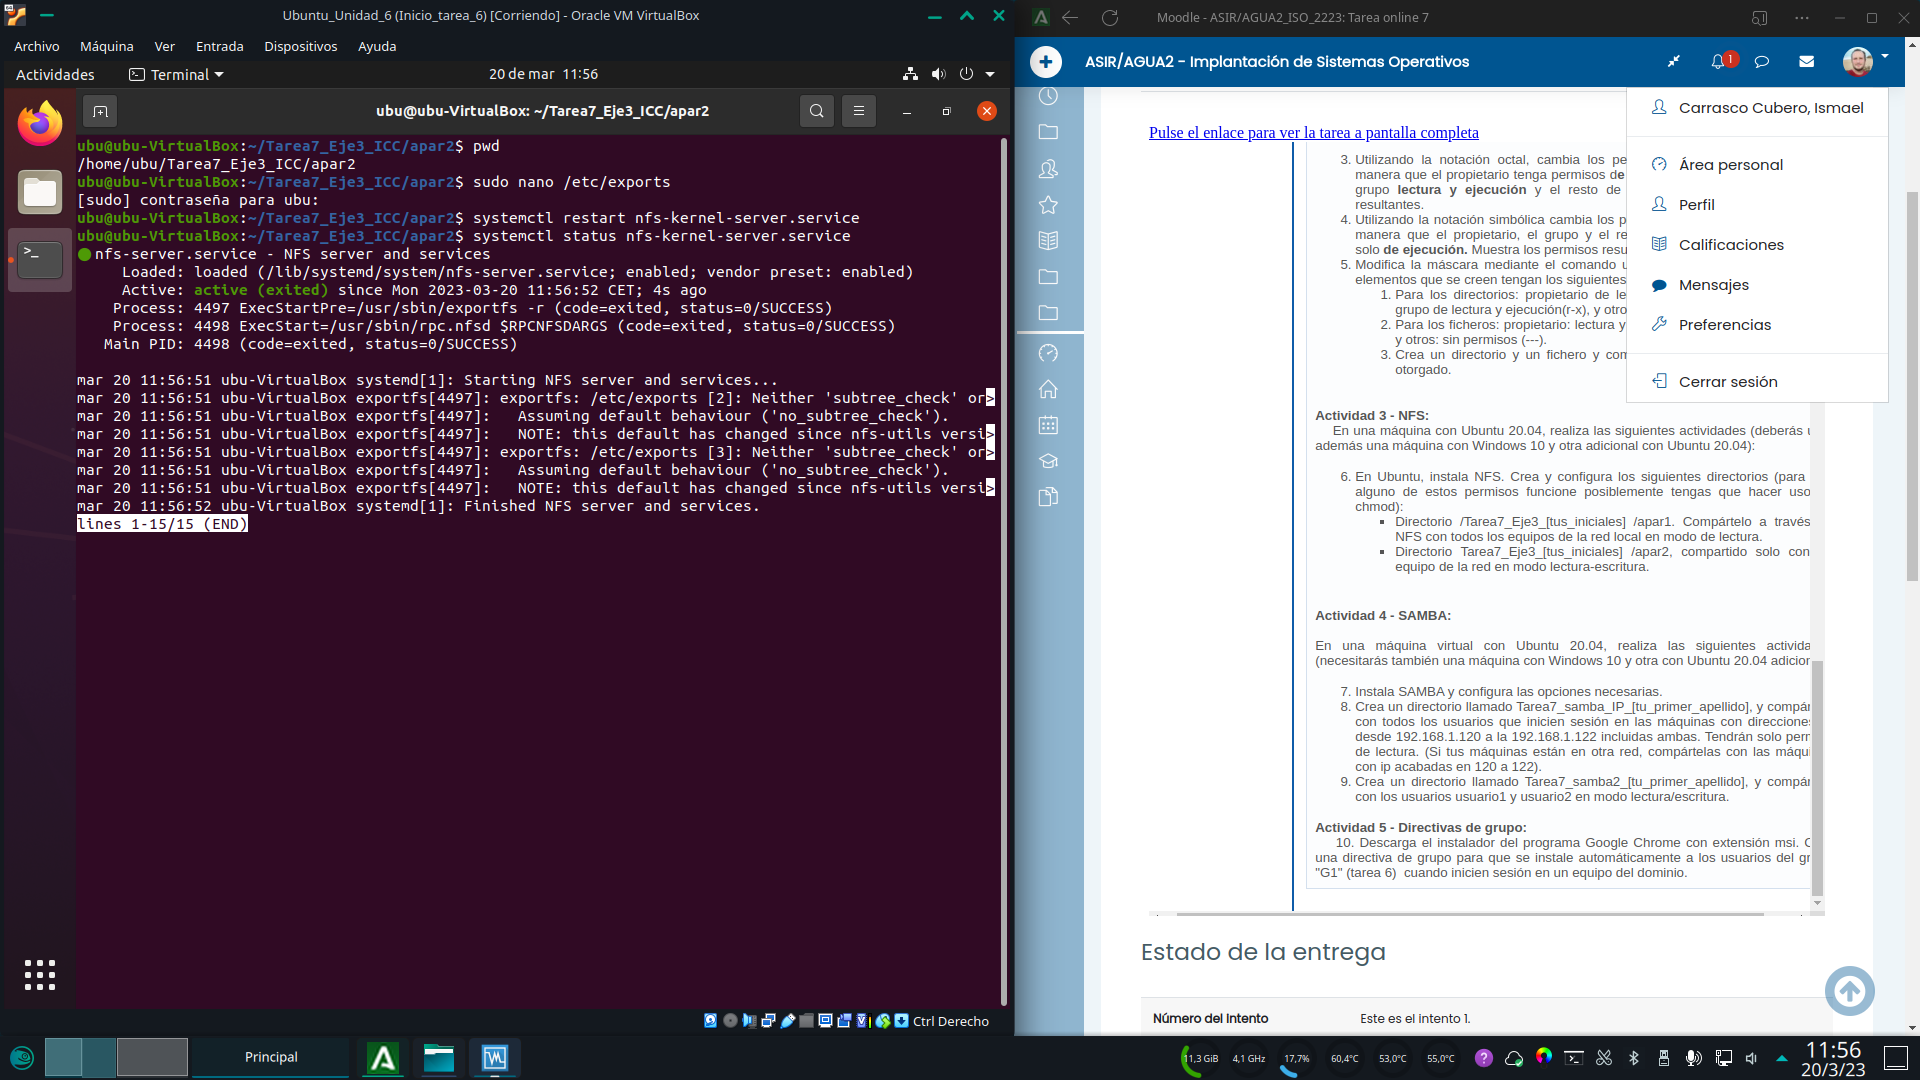 Ubuntu_Unidad_6 (Inicio_tarea_6) [Corriendo] - Oracle VM VirtualBox
Archivo Máquina Ver Entrada Dispositivos Ayuda
Actividades Terminal 20 de mar 11:56
ubu@ubu-VirtualBox: ~/Tarea7_Eje3_ICC/apar2
ubu@ubu-VirtualBox:~/Tarea7_Eje3_ICC/apar2$ pwd
/home/ubu/Tarea7_Eje3_ICC/apar2
ubu@ubu-VirtualBox:~/Tarea7_Eje3_ICC/apar2$ sudo nano /etc/exports
[sudo] contraseña para ubu:
ubu@ubu-VirtualBox:~/Tarea7_Eje3_ICC/apar2$ systemctl restart nfs-kernel-server.service
ubu@ubu-VirtualBox:~/Tarea7_Eje3_ICC/apar2$ systemctl status nfs-kernel-server.service
nfs-server.service - NFS server and services
Loaded: loaded (/lib/systemd/system/nfs-server.service; enabled; vendor preset: enabled)
Active: active (exited) since Mon 2023-03-20 11:56:52 CET; 4s ago
Process: 4497 ExecStartPre=/usr/sbin/exportfs -r (code=exited, status=0/SUCCESS)
Process: 4498 ExecStart=/usr/sbin/rpc.nfsd $RPCNFSDARGS (code=exited, status=0/SUCCESS)
Main PID: 4498 (code=exited, status=0/SUCCESS)
mar 20 11:56:51 ubu-VirtualBox systemd[1]: Starting NFS server and services...
mar 20 11:56:51 ubu-VirtualBox exportfs[4497]: exportfs: /etc/exports [2]: Neither 'subtree_check' or>
mar 20 11:56:51 ubu-VirtualBox exportfs[4497]: Assuming default behaviour ('no_subtree_check').
mar 20 11:56:51 ubu-VirtualBox exportfs[4497]: NOTE: this default has changed since nfs-utils versi>
mar 20 11:56:51 ubu-VirtualBox exportfs[4497]: exportfs: /etc/exports [3]: Neither 'subtree_check' or>
mar 20 11:56:51 ubu-VirtualBox exportfs[4497]: Assuming default behaviour ('no_subtree_check').
mar 20 11:56:51 ubu-VirtualBox exportfs[4497]: NOTE: this default has changed since nfs-utils versi>
mar 20 11:56:52 ubu-VirtualBox systemd[1]: Finished NFS server and services.
lines 1-15/15 (END)
Ctrl Derecho
Moodle - ASIR/AGUA2_ISO_2223: Tarea online 7
ASIR/AGUA2 - Implantación de Sistemas Operativos
1
Carrasco Cubero, Ismael
Área personal
Perfil
Calificaciones
Mensajes
Preferencias
Cerrar sesión
Pulse el enlace para ver la tarea a pantalla completa
3. Utilizando la notación octal, cambia los pe
manera que el propietario tenga permisos de
grupo lectura y ejecución y el resto de
resultantes.
4. Utilizando la notación simbólica cambia los p
manera que el propietario, el grupo y el re
solo de ejecución. Muestra los permisos resu
5. Modifica la máscara mediante el comando u
elementos que se creen tengan los siguientes
1. Para los directorios: propietario de le
grupo de lectura y ejecución(r-x), y otro
2. Para los ficheros: propietario: lectura y
y otros: sin permisos (---).
3. Crea un directorio y un fichero y com
otorgado.
Actividad 3 - NFS:
En una máquina con Ubuntu 20.04, realiza las siguientes actividades (deberás u
además una máquina con Windows 10 y otra adicional con Ubuntu 20.04):
6. En Ubuntu, instala NFS. Crea y configura los siguientes directorios (para
alguno de estos permisos funcione posiblemente tengas que hacer uso
chmod):
Directorio /Tarea7_Eje3_[tus_iniciales] /apar1. Compártelo a través
NFS con todos los equipos de la red local en modo de lectura.
Directorio Tarea7_Eje3_[tus_iniciales] /apar2, compartido solo con
equipo de la red en modo lectura-escritura.
Actividad 4 - SAMBA:
En una máquina virtual con Ubuntu 20.04, realiza las siguientes activida
(necesitarás también una máquina con Windows 10 y otra con Ubuntu 20.04 adicior
7. Instala SAMBA y configura las opciones necesarias.
8. Crea un directorio llamado Tarea7_samba_IP_[tu_primer_apellido], y compár
con todos los usuarios que inicien sesión en las máquinas con direccione
desde 192.168.1.120 a la 192.168.1.122 incluidas ambas. Tendrán solo perr
de lectura. (Si tus máquinas están en otra red, compártelas con las máqu
con ip acabadas en 120 a 122).
9. Crea un directorio llamado Tarea7_samba2_[tu_primer_apellido], y compár
con los usuarios usuario1 y usuario2 en modo lectura/escritura.
Actividad 5 - Directivas de grupo:
10. Descarga el instalador del programa Google Chrome con extensión msi. C
una directiva de grupo para que se instale automáticamente a los usuarios del gr
"G1" (tarea 6) cuando inicien sesión en un equipo del dominio.
Estado de la entrega
Número del Intento Este es el intento 1.
Principal
11,3 GiB 4,1 GHz 17,7% 60,4°C 53,0°C 55,0°C
11:56
20/3/23